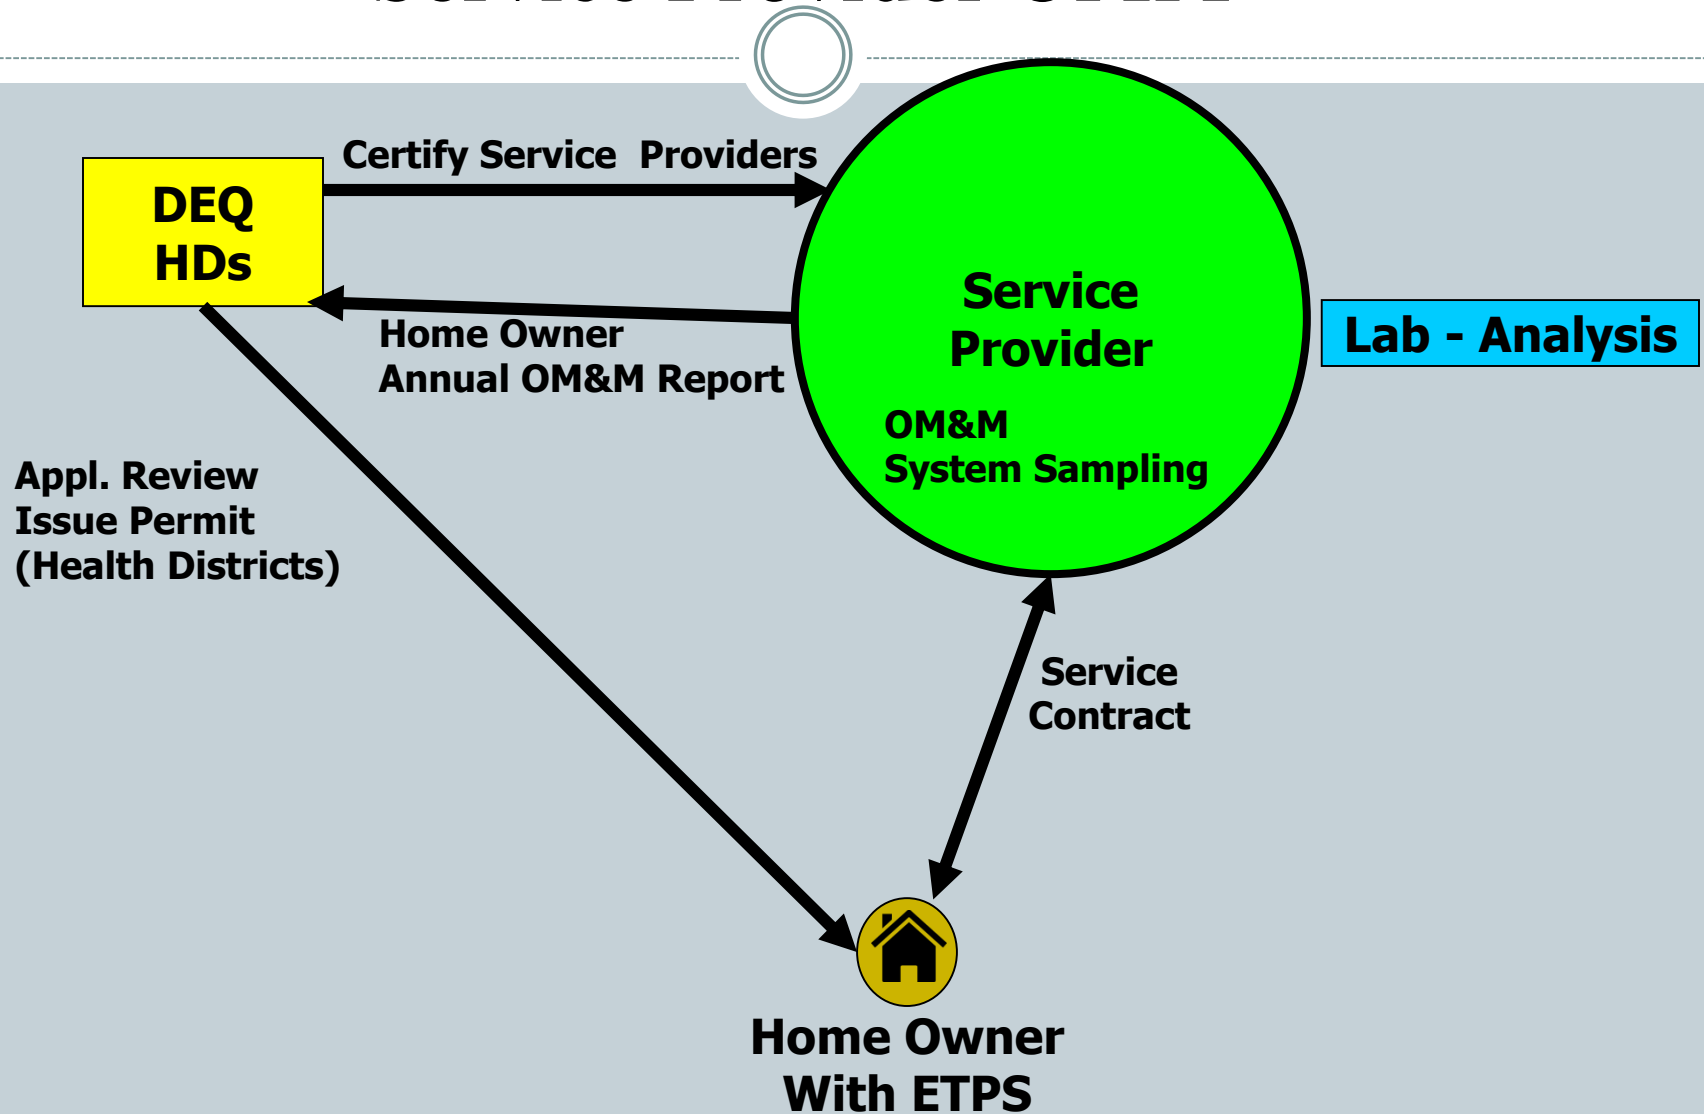 Certify Service Providers
DEQ
HDs
Service
Provider
Lab - Analysis
Home Owner
Annual OM&M Report
OM&M
System Sampling
Appl. Review
Issue Permit
(Health Districts)
Service
Contract
Home Owner
With ETPS